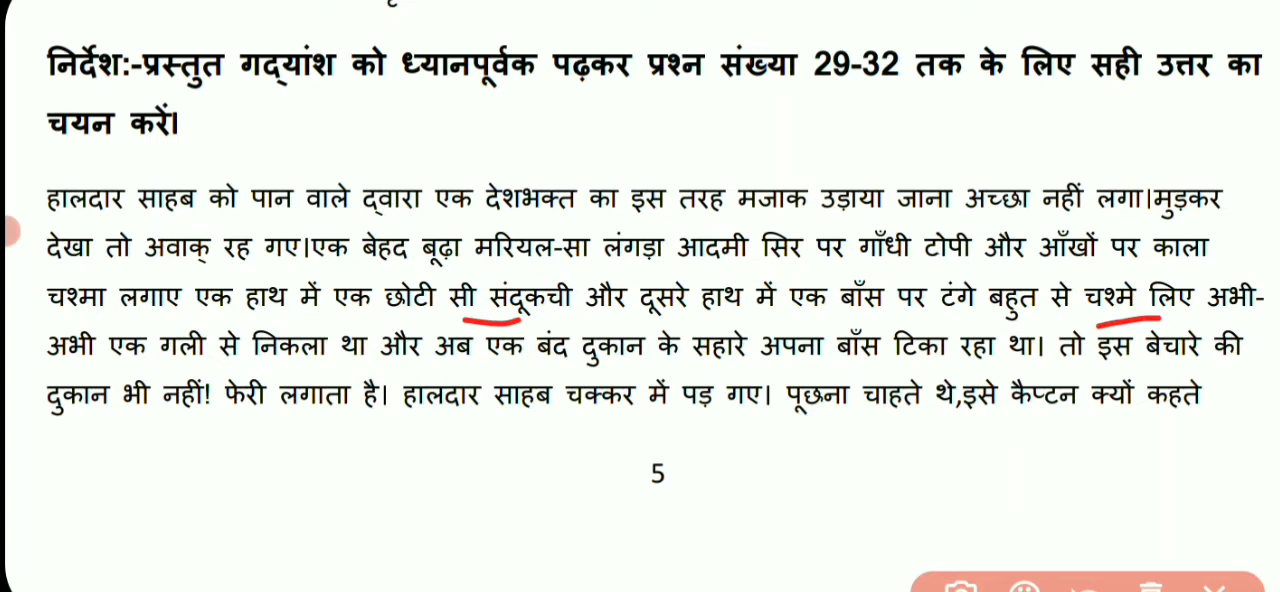 निर्देश:-प्रस्तुत गद्यांश को ध्यानपूर्वक पढ़कर प्रश्न संख्या 29-32 तक के लिए सही उत्तर का
चयन करें।
हालदार साहब को पान वाले द्वारा एक देशभक्त का इस तरह मजाक उड़ाया जाना अच्छा नहीं लगा।मुड़कर
देखा तो अवाक् रह गए।एक बेहद बूढ़ा मरियल-सा लंगड़ा आदमी सिर पर गाँधी टोपी और आँखों पर काला
चश्मा लगाए एक हाथ में एक छोटी सी संदूकची और दूसरे हाथ में एक बाँस पर टंगे बहुत से चश्मे लिए अभी-
अभी एक गली से निकला था और अब एक बंद दुकान के सहारे अपना बाँस टिका रहा था। तो इस बेचारे की
दुकान भी नहीं! फेरी लगाता है। हालदार साहब चक्कर में पड़ गए। पूछना चाहते थे,इसे कैप्टन क्यों कहते
5